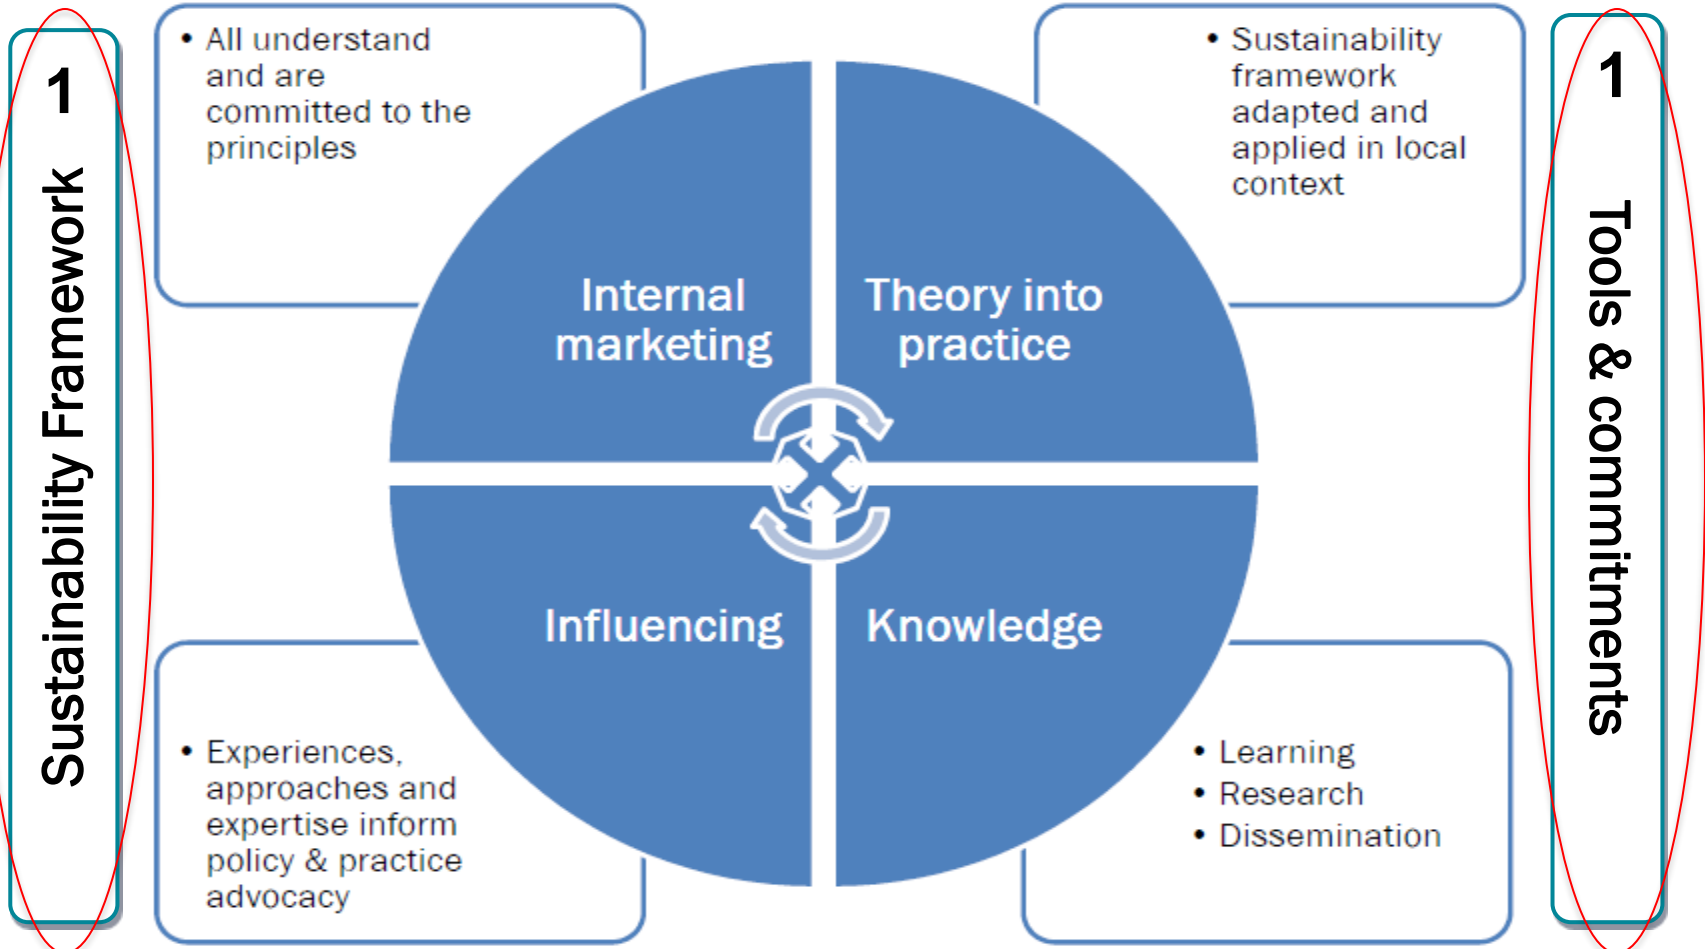 1
Sustainability Framework
• All understand
and are
committed to the
principles
• Sustainability
framework
adapted and
applied in local
context
Internal
marketing
Theory into
practice
Influencing
Knowledge
• Experiences,
approaches and
expertise inform
policy & practice
advocacy
• Learning
• Research
• Dissemination
1
Tools & commitments